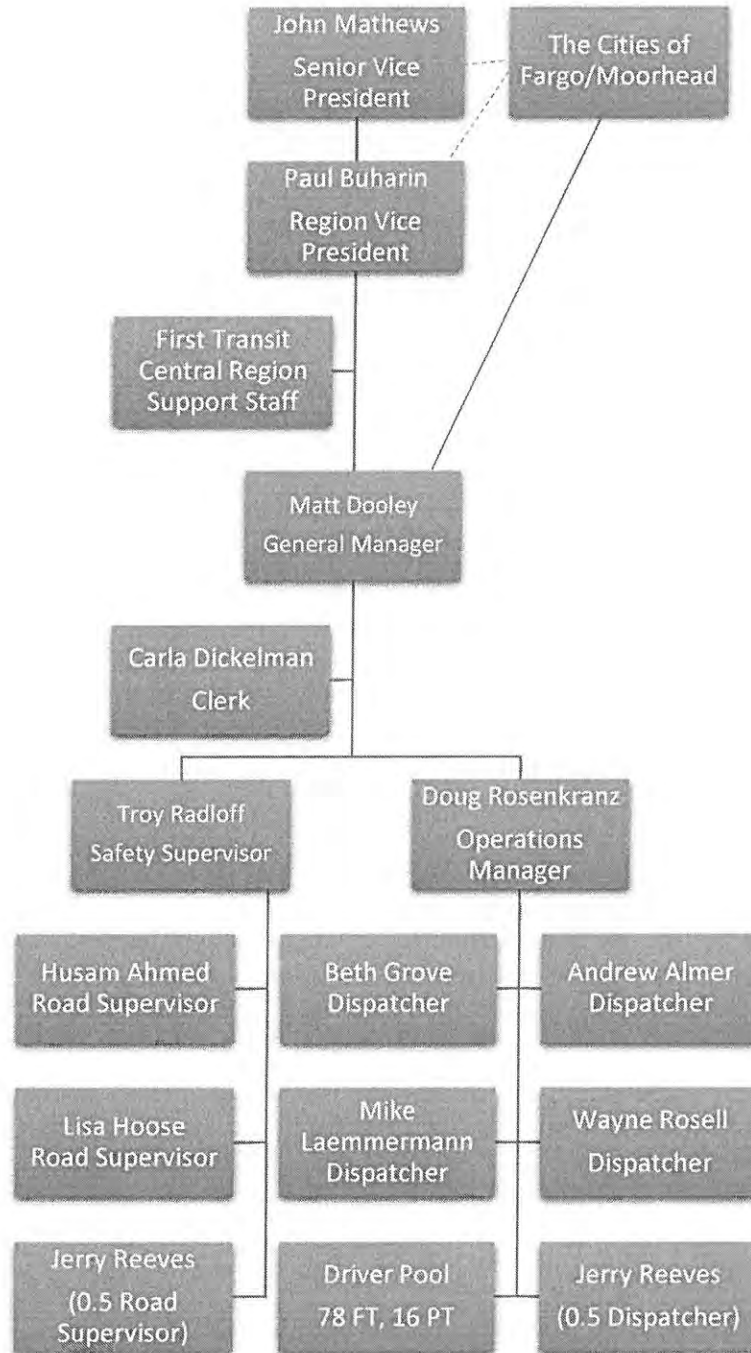 John Mathews
Senior Vice
President
The Cities of
Fargo/Moorhead
Paul Buharin
Region Vice
President
First Transit
Central Region
Support Staff
Matt Dooley
General Manager
Carla Dickelman
Clerk
Troy Radloff
Safety Supervisor
Doug Rosenkranz
Operations
Manager
Husam Ahmed
Road Supervisor
Beth Grove
Dispatcher
Andrew Almer
Dispatcher
Lisa Hoose
Road Supervisor
Mike
Laemmermann
Dispatcher
Wayne Rosell
Dispatcher
Jerry Reeves
(0.5 Road
Supervisor)
Driver Pool
78 FT, 16 PT
Jerry Reeves
(0.5 Dispatcher)